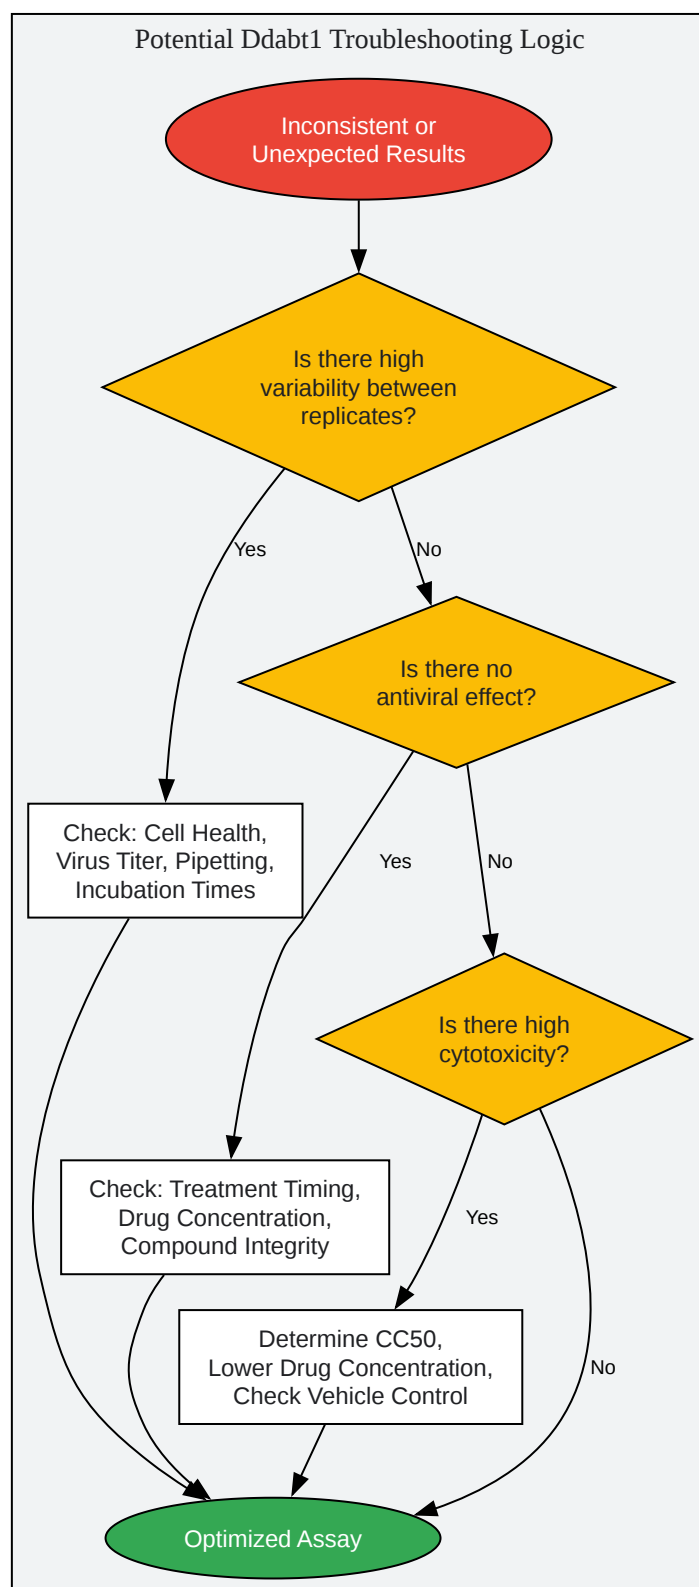 Potential Ddabt1 Troubleshooting Logic
Inconsistent or
Unexpected Results
Is there high
variability between
replicates?
Yes
No
Is there no
antiviral effect?
Check: Cell Health,
Virus Titer, Pipetting,
Incubation Times
Yes
No
Is there high
cytotoxicity?
Check: Treatment Timing,
Drug Concentration,
Compound Integrity
Yes
Determine CC50,
Lower Drug Concentration,
Check Vehicle Control
No
Optimized Assay